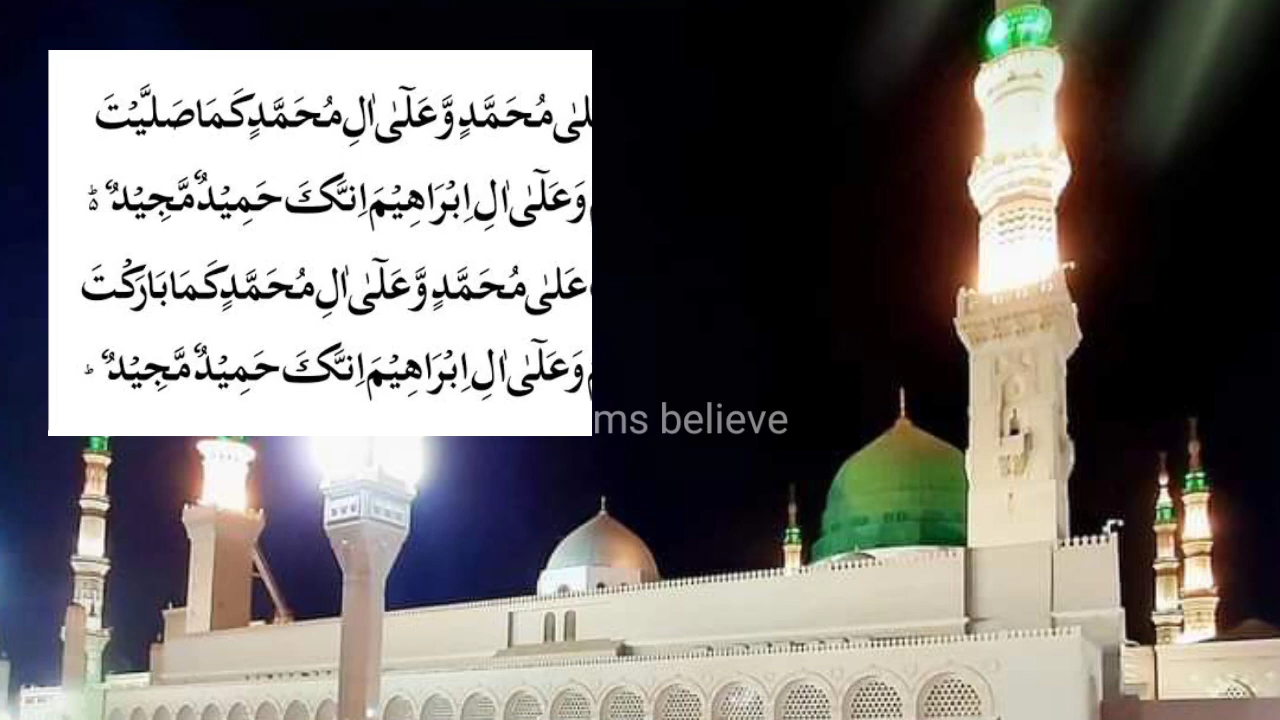 مُحَمَّدٍ وَّعَلٰٓى اٰلِ مُحَمَّدٍ كَمَا صَلَّيْتَ
وَعَلٰٓى اٰلِ اِبْرَاهِيْمَ اِنَّكَ حَمِيْدٌ مَّجِيْدٌ ؕ
عَلٰى مُحَمَّدٍ وَّعَلٰٓى اٰلِ مُحَمَّدٍ كَمَا بَارَكْتَ
وَعَلٰٓى اٰلِ اِبْرَاهِيْمَ اِنَّكَ حَمِيْدٌ مَّجِيْدٌ ؕ
believe